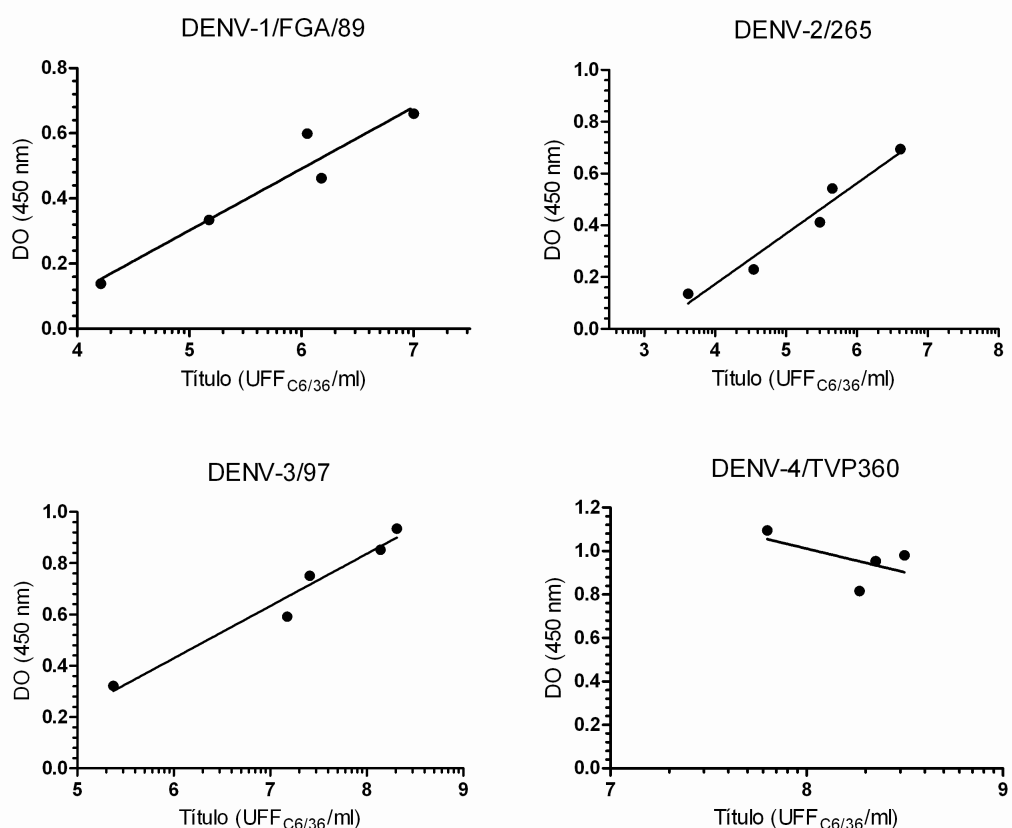 DENV-1/FGA/89
0.8
0.6
0.4
0.2
0.0
DO (450 nm)
4 5 6 7
Título (UFFC6/36/ml)
DENV-2/265
1.0
0.8
0.6
0.4
0.2
0.0
DO (450 nm)
3 4 5 6 7 8
Título (UFFC6/36/ml)
DENV-3/97
1.0
0.8
0.6
0.4
0.2
0.0
DO (450 nm)
5 6 7 8 9
Título (UFFC6/36/ml)
DENV-4/TVP360
1.2
1.0
0.8
0.6
0.4
0.2
0.0
DO (450 nm)
7 8 9
Título (UFFC6/36/ml)